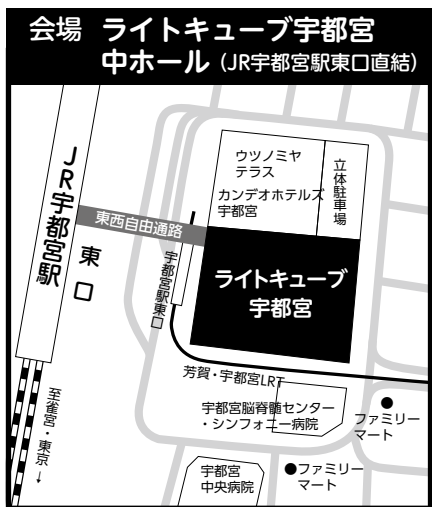 会場 ライトキューブ宇都宮
中ホール(JR宇都宮駅東口直結)
ウツノミヤ
テラス
カンデオホテルズ
宇都宮
立体駐車場
JR宇都宮駅
東口
東西自由通路
宇都宮駅東口
ライトキューブ
宇都宮
芳賀・宇都宮LRT
宇都宮脳脊髄センター
・シンフォニー病院
ファミリー
マート
至雀宮・東京→
宇都宮
中央病院
ファミリー
マート